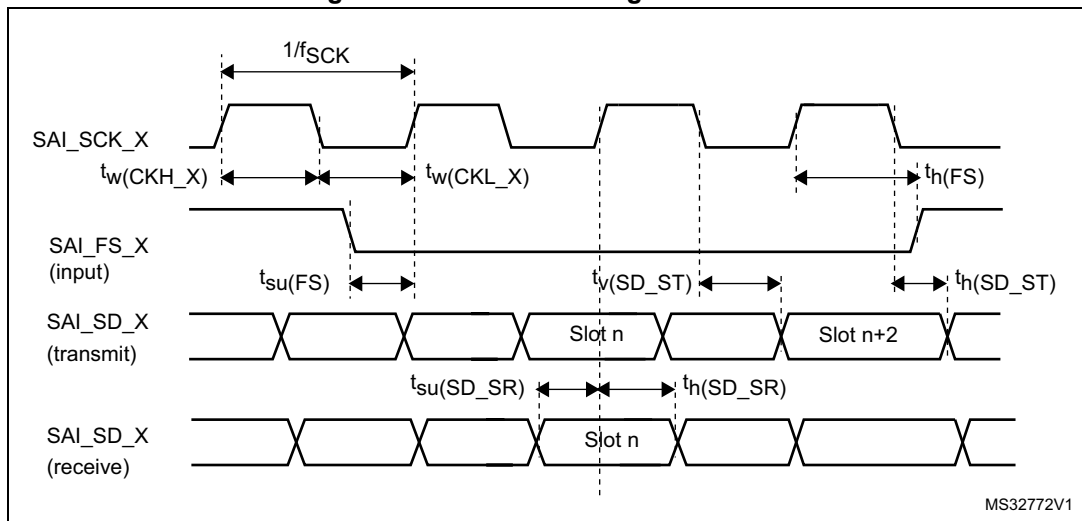 1/fSCK
SAI_SCK_X
tw(CKH_X)
tw(CKL_X)
th(FS)
SAI_FS_X
(input)
tsu(FS)
tv(SD_ST)
th(SD_ST)
SAI_SD_X
(transmit)
Slot n
Slot n+2
tsu(SD_SR)
th(SD_SR)
SAI_SD_X
(receive)
Slot n
MS32772V1